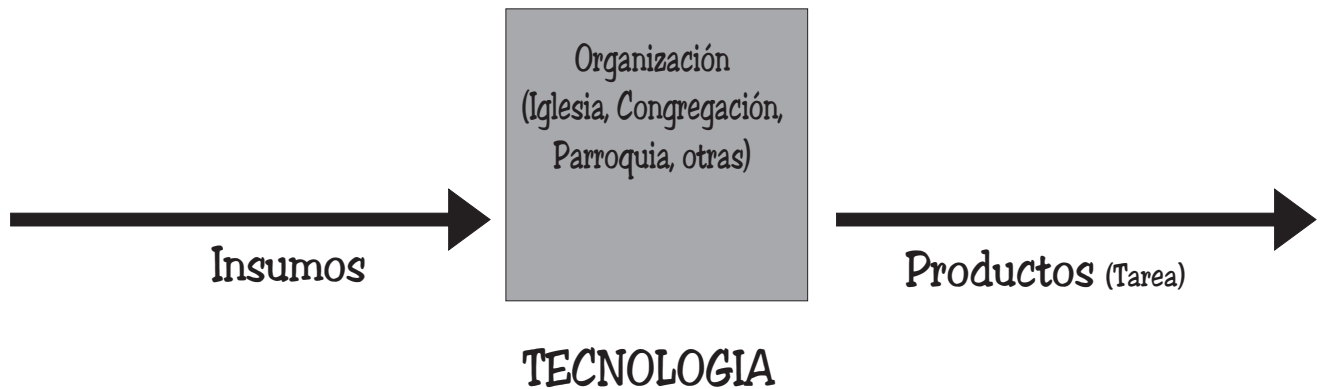 Organización
(Iglesia, Congregación,
Parroquia, otras)
Insumos
Productos (Tarea)
TECNOLOGIA